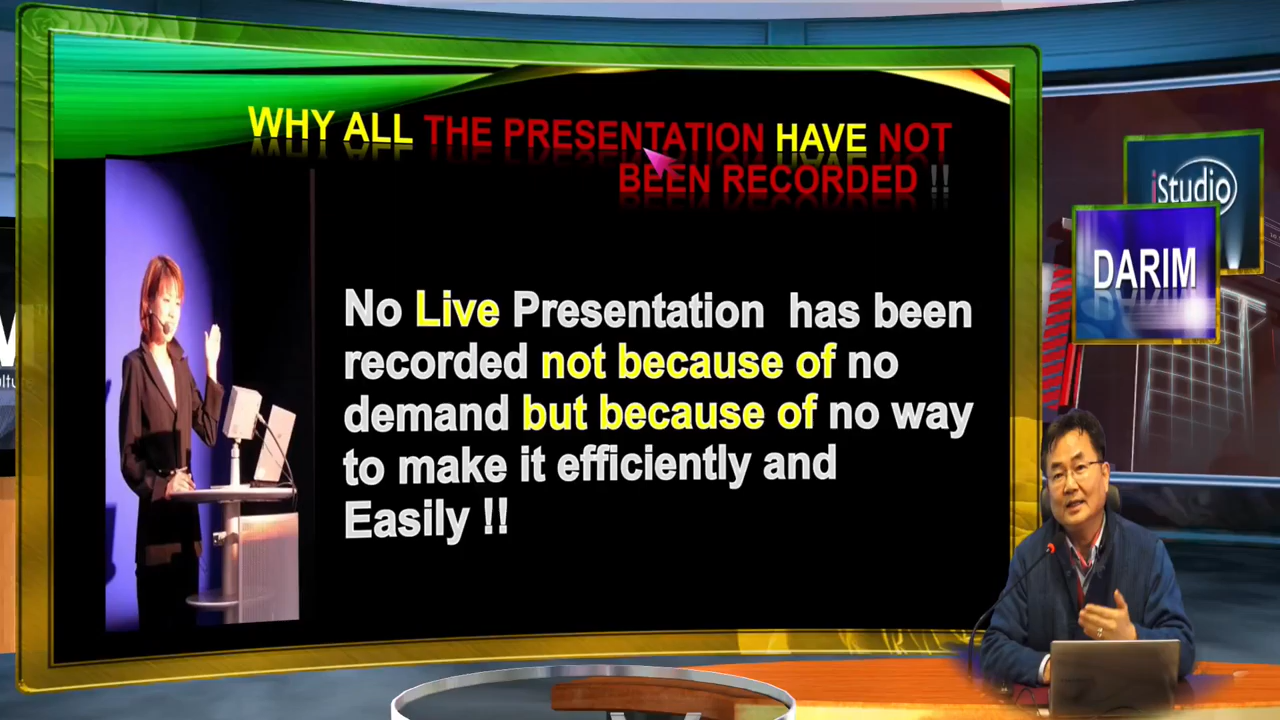 WHY ALL THE PRESENTATION HAVE NOT
BEEN RECORDED !!
No Live Presentation has been
recorded not because of no
demand but because of no way
to make it efficiently and
Easily !!
iStudio
DARIM